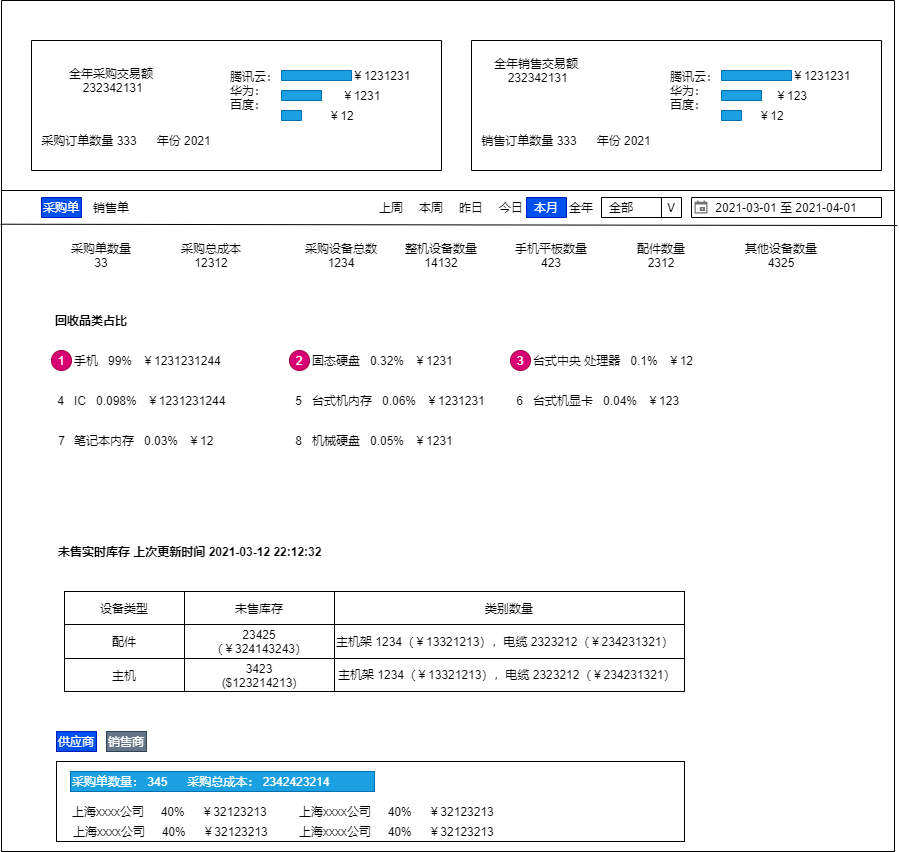 全年采购交易额
232342131
腾讯云: ￥1231231
华为: ￥1231
百度: ￥12
采购订单数量 333 年份 2021
全年销售交易额
232342131
腾讯云: ￥1231231
华为: ￥123
百度: ￥12
销售订单数量 333 年份 2021
采购单 销售单 上周 本周 昨日 今日 本月 全年 全部 V 2021-03-01 至 2021-04-01
采购单数量 采购总成本 采购设备总数 整机设备数量 手机平板数量 配件数量 其他设备数量
33 12312 1234 14132 423 2312 4325
回收品类占比
1 手机 99% ￥1231231244 2 固态硬盘 0.32% ￥1231 3 台式中央 处理器 0.1% ￥12
4 IC 0.098% ￥1231231244 5 台式机内存 0.06% ￥1231231 6 台式机显卡 0.04% ￥123
7 笔记本内存 0.03% ￥12 8 机械硬盘 0.05% ￥1231
未售实时库存 上次更新时间 2021-03-12 22:12:32
设备类型 未售库存 类别数量
配件 23425 （￥324143243） 主机架 1234（￥13321213），电缆 2323212（￥234231321）
主机 3423 ($123214213) 主机架 1234（￥13321213），电缆 2323212（￥234231321）
供应商 销售商
采购单数量: 345 采购总成本: 2342423214
上海xxxx公司 40% ￥32123213 上海xxxx公司 40% ￥32123213
上海xxxx公司 40% ￥32123213 上海xxxx公司 40% ￥32123213